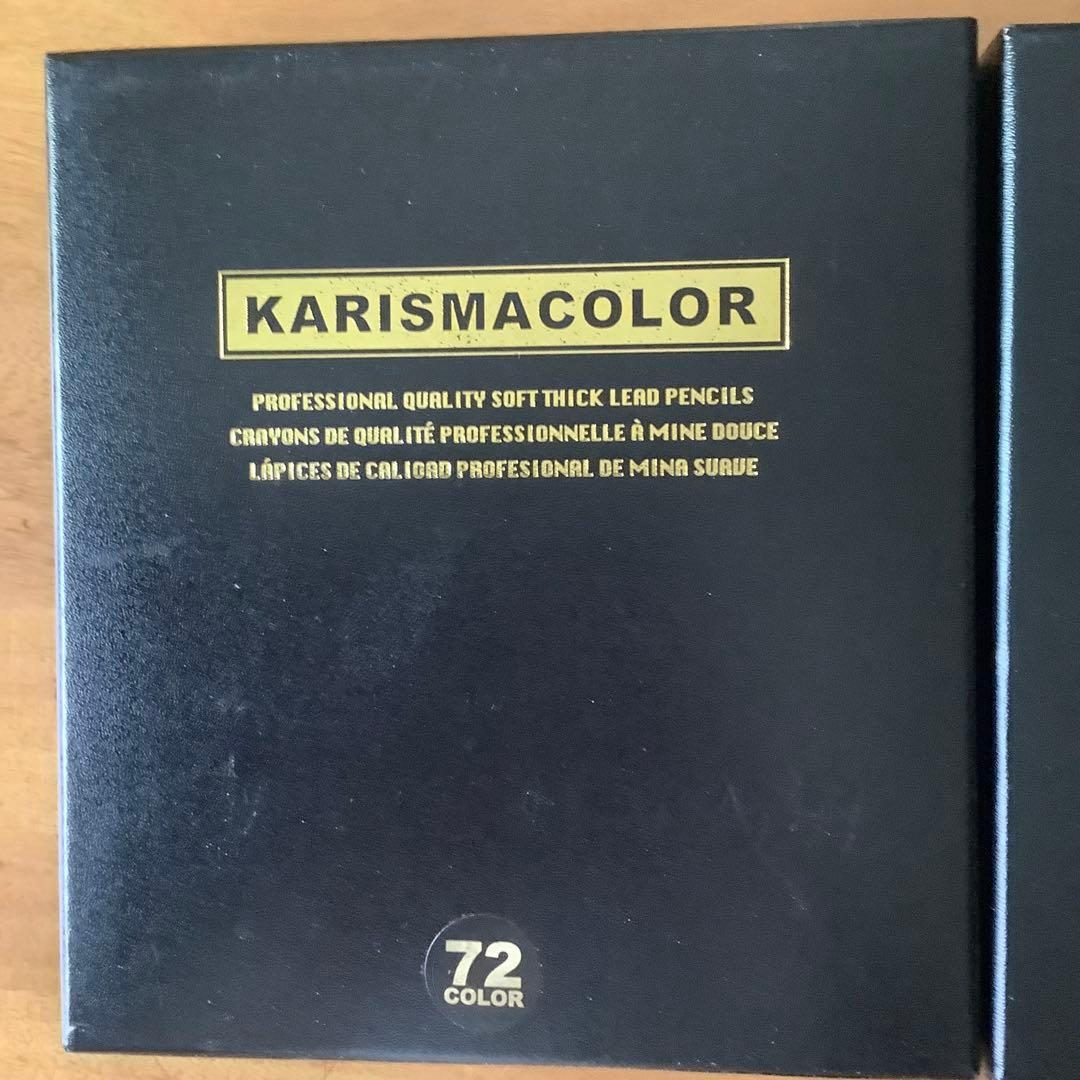 KARISMACOLOR
PROFESSIONAL QUALITY SOFT THICK LEAD PENCILS
CRAYONS DE QUALITÉ PROFESSIONNELLE À MINE DOUCE
LÁPICES DE CALIDAD PROFESIONAL DE MINA SUAVE
72
COLOR